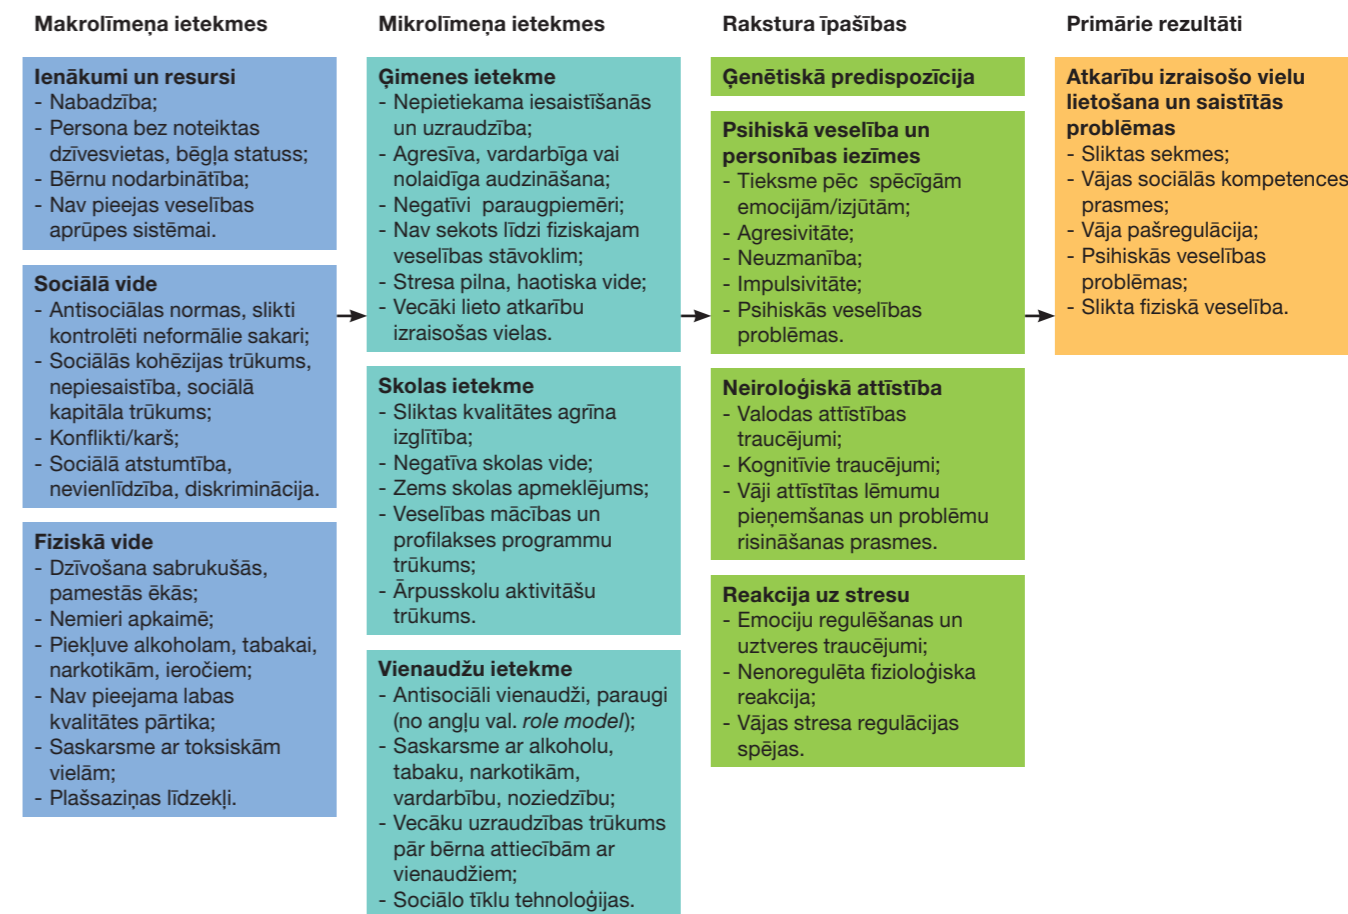 Makrolīmeņa ietekmes
Ienākumi un resursi
- Nabadzība;
- Persona bez noteiktas
dzīvesvietas, bēgļa statuss;
- Bērnu nodarbinātība;
- Nav pieejas veselības
aprūpes sistēmai.
Sociālā vide
- Antisociālas normas, slikti
kontrolēti neformālie sakari;
- Sociālās kohēzijas trūkums,
nepiesaistība, sociālā
kapitāla trūkums;
- Konflikti/karš;
- Sociālā atstumtība,
nevienlīdzība, diskriminācija.
Fiziskā vide
- Dzīvošana sabrukušās,
pamestās ēkās;
- Nemieri apkaimē;
- Piekļuve alkoholam, tabakai,
narkotikām, ieročiem;
- Nav pieejama labas
kvalitātes pārtika;
- Saskarsme ar toksiskām
vielām;
- Plašsaziņas līdzekļi.
Mikrolīmeņa ietekmes
Ģimenes ietekme
- Nepietiekama iesaistīšanās
un uzraudzība;
- Agresīva, vardarbīga vai
nolaidīga audzināšana;
- Negatīvi paraugpiemēri;
- Nav sekots līdzi fiziskajam
veselības stāvoklim;
- Stresa pilna, haotiska vide;
- Vecāki lieto atkarību
izraisošas vielas.
Skolas ietekme
- Sliktas kvalitātes agrīna
izglītība;
- Negatīva skolas vide;
- Zems skolas apmeklējums;
- Veselības mācības un
profilakses programmu
trūkums;
- Ārpusskolu aktivitāšu
trūkums.
Vienaudžu ietekme
- Antisociāli vienaudži, paraugi
(no angļu val. role model);
- Saskarsme ar alkoholu,
tabaku, narkotikām,
vardarbību, noziedzību;
- Vecāku uzraudzības trūkums
pār bērna attiecībām ar
vienaudžiem;
- Sociālo tīklu tehnoloģijas.
Rakstura īpašības
Ģenētiskā predispozīcija
Psihiskā veselība un
personības iezīmes
- Tieksme pēc spēcīgām
emocijām/izjūtām;
- Agresivitāte;
- Neuzmanība;
- Impulsivitāte;
- Psihiskās veselības
problēmas.
Neiroloģiskā attīstība
- Valodas attīstības
traucējumi;
- Kognitīvie traucējumi;
- Vāji attīstītas lēmumu
pieņemšanas un problēmu
risināšanas prasmes.
Reakcija uz stresu
- Emociju regulēšanas un
uztveres traucējumi;
- Nenoregulēta fizioloģiska
reakcija;
- Vājas stresa regulācijas
spējas.
Primārie rezultāti
Atkarību izraisošo vielu
lietošana un saistītās
problēmas
- Sliktas sekmes;
- Vājas sociālās kompetences
prasmes;
- Vāja pašregulācija;
- Psihiskās veselības
problēmas;
- Slikta fiziskā veselība.